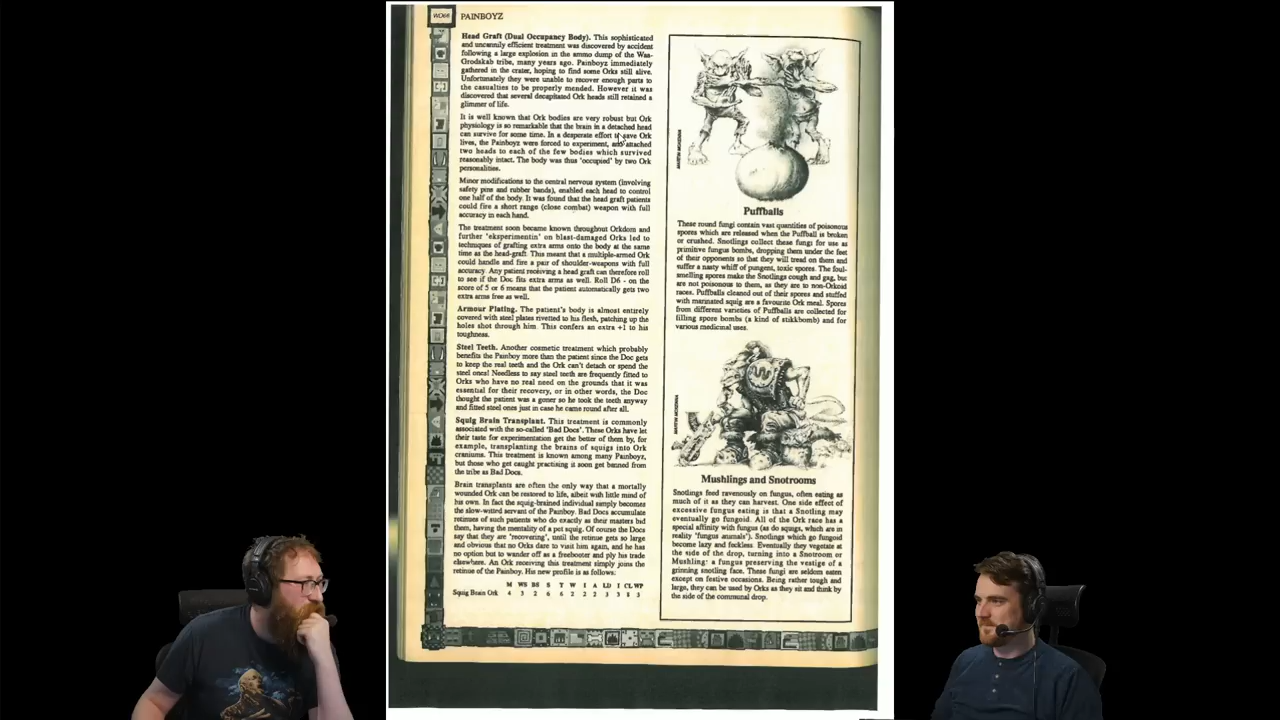 WD66
PAINBOYZ
Head Graft (Dual Occupancy Body). This sophisticated
and uncannily efficient treatment was discovered by accident
following a large explosion in the ammo dump of the Was-
Grodakab tribe, many years ago. Painboyz immediately
gathered in the crater, hoping to find some Orks still alive.
Unfortunately they were unable to recover enough parts to
the casualties to be properly mended. However it was
discovered that several decapitated Ork heads still retained a
glimmer of life.
It is well known that Ork bodies are very robust but Ork
physiology is so remarkable that the brain in a detached head
can survive for some time. In a desperate effort to save Ork
lives, the Painboyz were forced to experiment, and attached
two heads to each of the few bodies which survived
reasonably intact. The body was thus 'occupied' by two Ork
personalities.
Minor modifications to the central nervous system (involving
safety pins and rubber bands), enabled each head to control
one half of the body. It was found that the head graft patients
could fire a short range (close combat) weapon with full
accuracy in each hand.
The treatment soon became known throughout Orkdom and
further 'eksperimentin' on blast-damaged Orks led to
techniques of grafting extra arms onto the body at the same
time as the head-graft. This meant that a multiple-armed Ork
could handle and fire a pair of shoulder-weapons with full
accuracy. Any patient receiving a head graft can therefore roll
to see if the Doc fits extra arms as well. Roll D6 - on the
score of 5 or 6 means that the patient automatically gets two
extra arms free as well.
Armour Plating. The patient's body is almost entirely
covered with steel plates rivetted to his flesh, patching up the
holes shot through him. This confers an extra +1 to his
toughness.
Steel Teeth. Another cosmetic treatment which probably
benefits the Painboy more than the patient since the Doc gets
to keep the real teeth and the Ork can't detach or spend the
steel ones! Needless to say steel teeth are frequently fitted to
Orks who have no real need on the grounds that it was
essential for their recovery, or in other words, the Doc
thought the patient was a goner so he took the teeth anyway
and fitted steel ones just in case he came round after all.
Squig Brain Transplant. This treatment is commonly
associated with the so-called 'Bad Docs'. These Orks have let
their taste for experimentation get the better of them by, for
example, transplanting the brains of squigs into Ork
craniums. This treatment is known among many Painboyz,
but those who get caught practising it soon get banned from
the tribe as Bad Docs.
Brain transplants are often the only way that a mortally
wounded Ork can be restored to life, albeit with little mind of
his own. In fact the squig-brained individual simply becomes
the slow-witted servant of the Painboy. Bad Docs accumulate
retinues of such patients who do exactly as their masters bid
them, having the mentality of a pet squig. Of course the Docs
say that they are 'recovering', until the retinue gets so large
and obvious that no Orks dare to visit him again, and he has
no option but to wander off as a freebooter and ply his trade
elsewhere. An Ork receiving this treatment simply joins the
retinue of the Painboy. His new profile is as follows:
M WS BS S T W I A LD I CL WP
Squig Brain Ork 4 3 2 6 6 2 2 2 3 3 8 3
MARTIN MCKENNA
Puffballs
These round fungi contain vast quantities of poisonous
spores which are released when the Puffball is broken
or crushed. Snotlings collect these fungi for use as
primitive fungus bombs, dropping them under the feet
of their opponents so that they will tread on them and
suffer a nasty whiff of pungent, toxic spores. The foul-
smelling spores make the Snotlings cough and gag, but
are not poisonous to them, as they are to non-Orkoid
races. Puffballs cleaned out of their spores and stuffed
with marinated squig are a favourite Ork meal. Spores
from different varieties of Puffballs are collected for
filling spore bombs (a kind of stikkbomb) and for
various medicinal uses.
MARTIN MCKENNA
Mushlings and Snotrooms
Snotlings feed ravenously on fungus, often eating as
much of it as they can harvest. One side effect of
excessive fungus eating is that a Snotling may
eventually go fungoid. All of the Ork race has a
special affinity with fungus (as do squigs, which are in
reality 'fungus animals'). Snotlings which go fungoid
become lazy and feckless. Eventually they vegetate at
the side of the drop, turning into a Snotroom or
Mushling: a fungus preserving the vestige of a
grinning snotling face. These fungi are seldom eaten
except on festive occasions. Being rather tough and
large, they can be used by Orks as they sit and think by
the side of the communal drop.